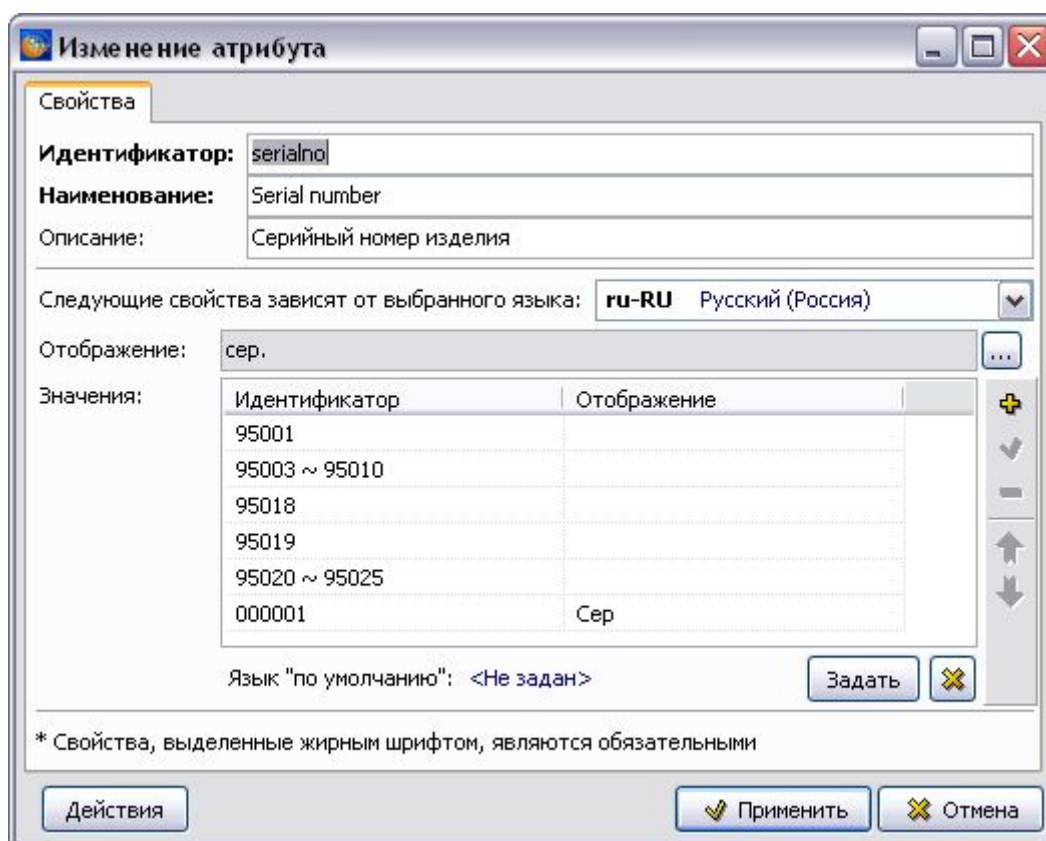 Изменение атрибута
Свойства
Идентификатор: serialno
Наименование: Serial number
Описание: Серийный номер изделия
Следующие свойства зависят от выбранного языка: ru-RU Русский (Россия)
Отображение: сер. ...
Значения: Идентификатор Отображение
95001
95003 ~ 95010
95018
95019
95020 ~ 95025
000001 Сер
Язык "по умолчанию": <Не задан> Задать
* Свойства, выделенные жирным шрифтом, являются обязательными
Действия Применить Отмена